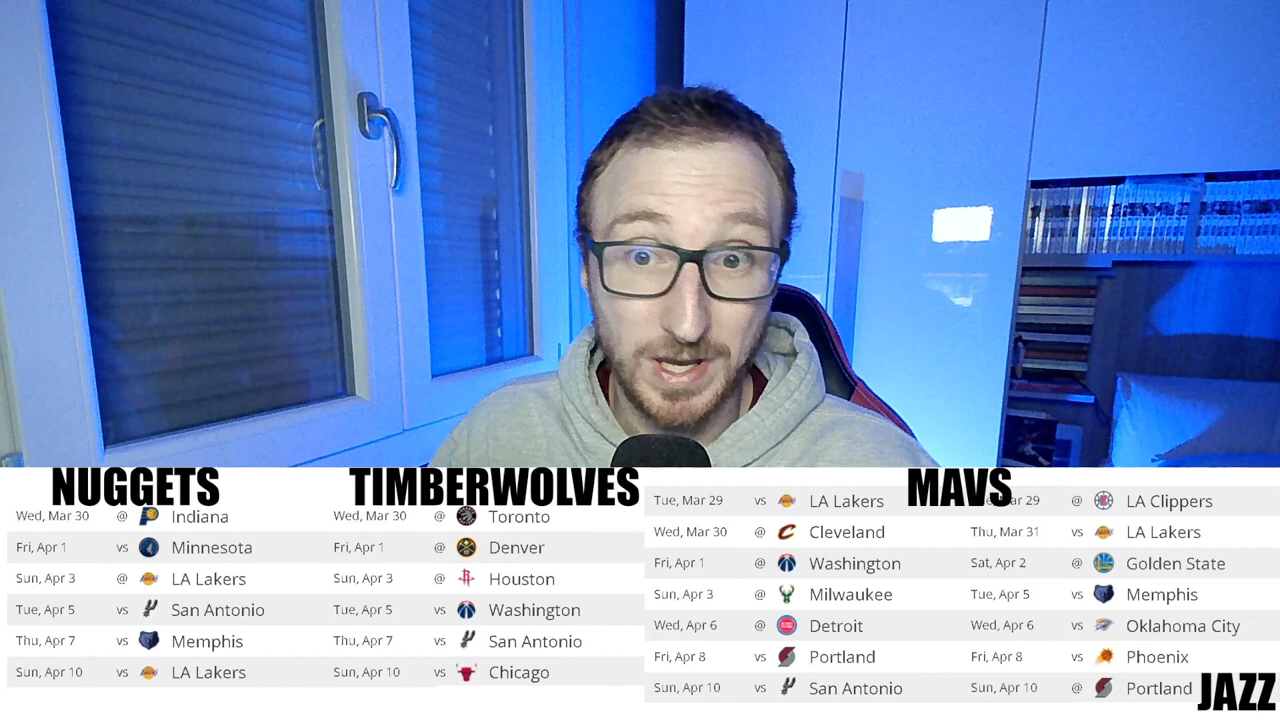 NUGGETS
Wed, Mar 30 @ Indiana
Fri, Apr 1 vs Minnesota
Sun, Apr 3 @ LA Lakers
Tue, Apr 5 vs San Antonio
Thu, Apr 7 vs Memphis
Sun, Apr 10 vs LA Lakers
TIMBERWOLVES
Wed, Mar 30 @ Toronto
Fri, Apr 1 @ Denver
Sun, Apr 3 @ Houston
Tue, Apr 5 vs Washington
Thu, Apr 7 vs San Antonio
Sun, Apr 10 vs Chicago
MAVS
Tue, Mar 29 vs LA Lakers
Wed, Mar 30 @ Cleveland
Fri, Apr 1 @ Washington
Sun, Apr 3 @ Milwaukee
Wed, Apr 6 @ Detroit
Fri, Apr 8 vs Portland
Sun, Apr 10 vs San Antonio
29 @ LA Clippers
Thu, Mar 31 vs LA Lakers
Sat, Apr 2 @ Golden State
Tue, Apr 5 vs Memphis
Wed, Apr 6 vs Oklahoma City
Fri, Apr 8 vs Phoenix
Sun, Apr 10 @ Portland
JAZZ